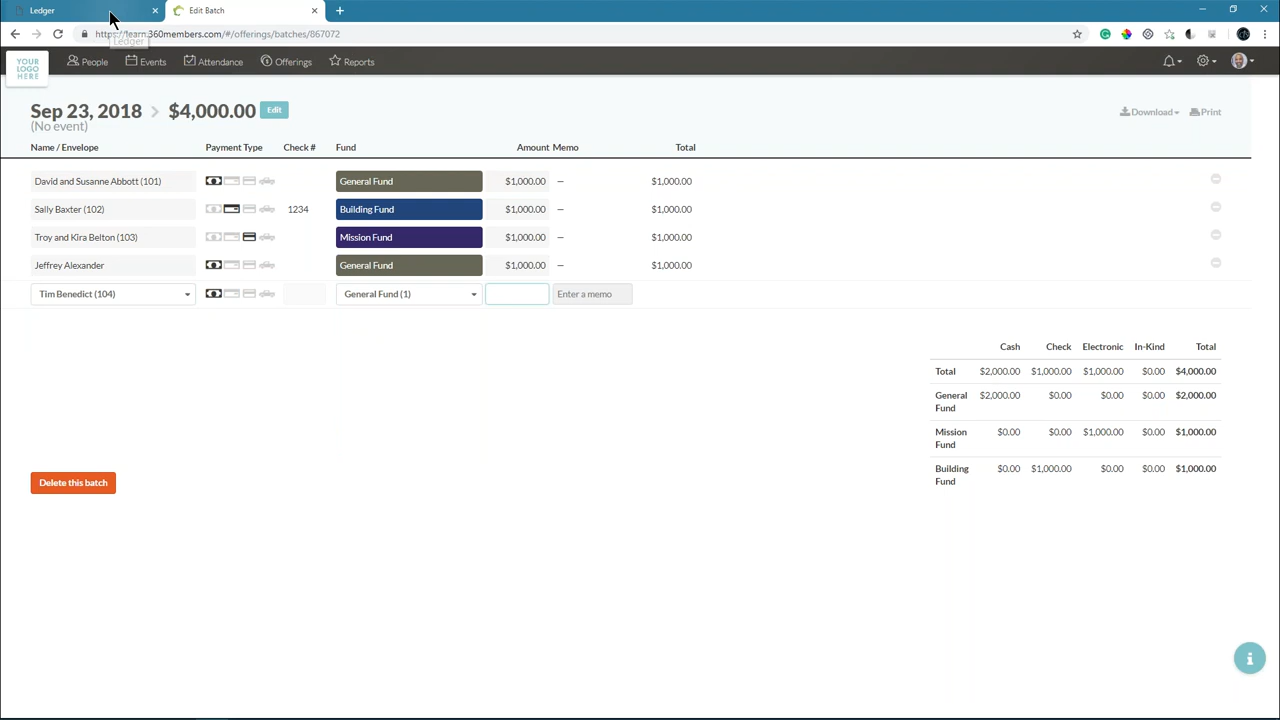 Ledger
Edit Batch
https://learn.360members.com/#/offerings/batches/867072
Ledger
YOUR
LOGO
HERE
People
Events
Attendance
Offerings
Reports
Sep 23, 2018 > $4,000.00 Edit
(No event)
Download
Print
Name / Envelope Payment Type Check # Fund Amount Memo Total
David and Susanne Abbott (101) General Fund $1,000.00 – $1,000.00
Sally Baxter (102) 1234 Building Fund $1,000.00 – $1,000.00
Troy and Kira Belton (103) Mission Fund $1,000.00 – $1,000.00
Jeffrey Alexander General Fund $1,000.00 – $1,000.00
Tim Benedict (104) General Fund (1) Enter a memo
Cash Check Electronic In-Kind Total
Total $2,000.00 $1,000.00 $1,000.00 $0.00 $4,000.00
General $2,000.00 $0.00 $0.00 $0.00 $2,000.00
Fund
Mission $0.00 $0.00 $1,000.00 $0.00 $1,000.00
Fund
Building $0.00 $1,000.00 $0.00 $0.00 $1,000.00
Fund
Delete this batch